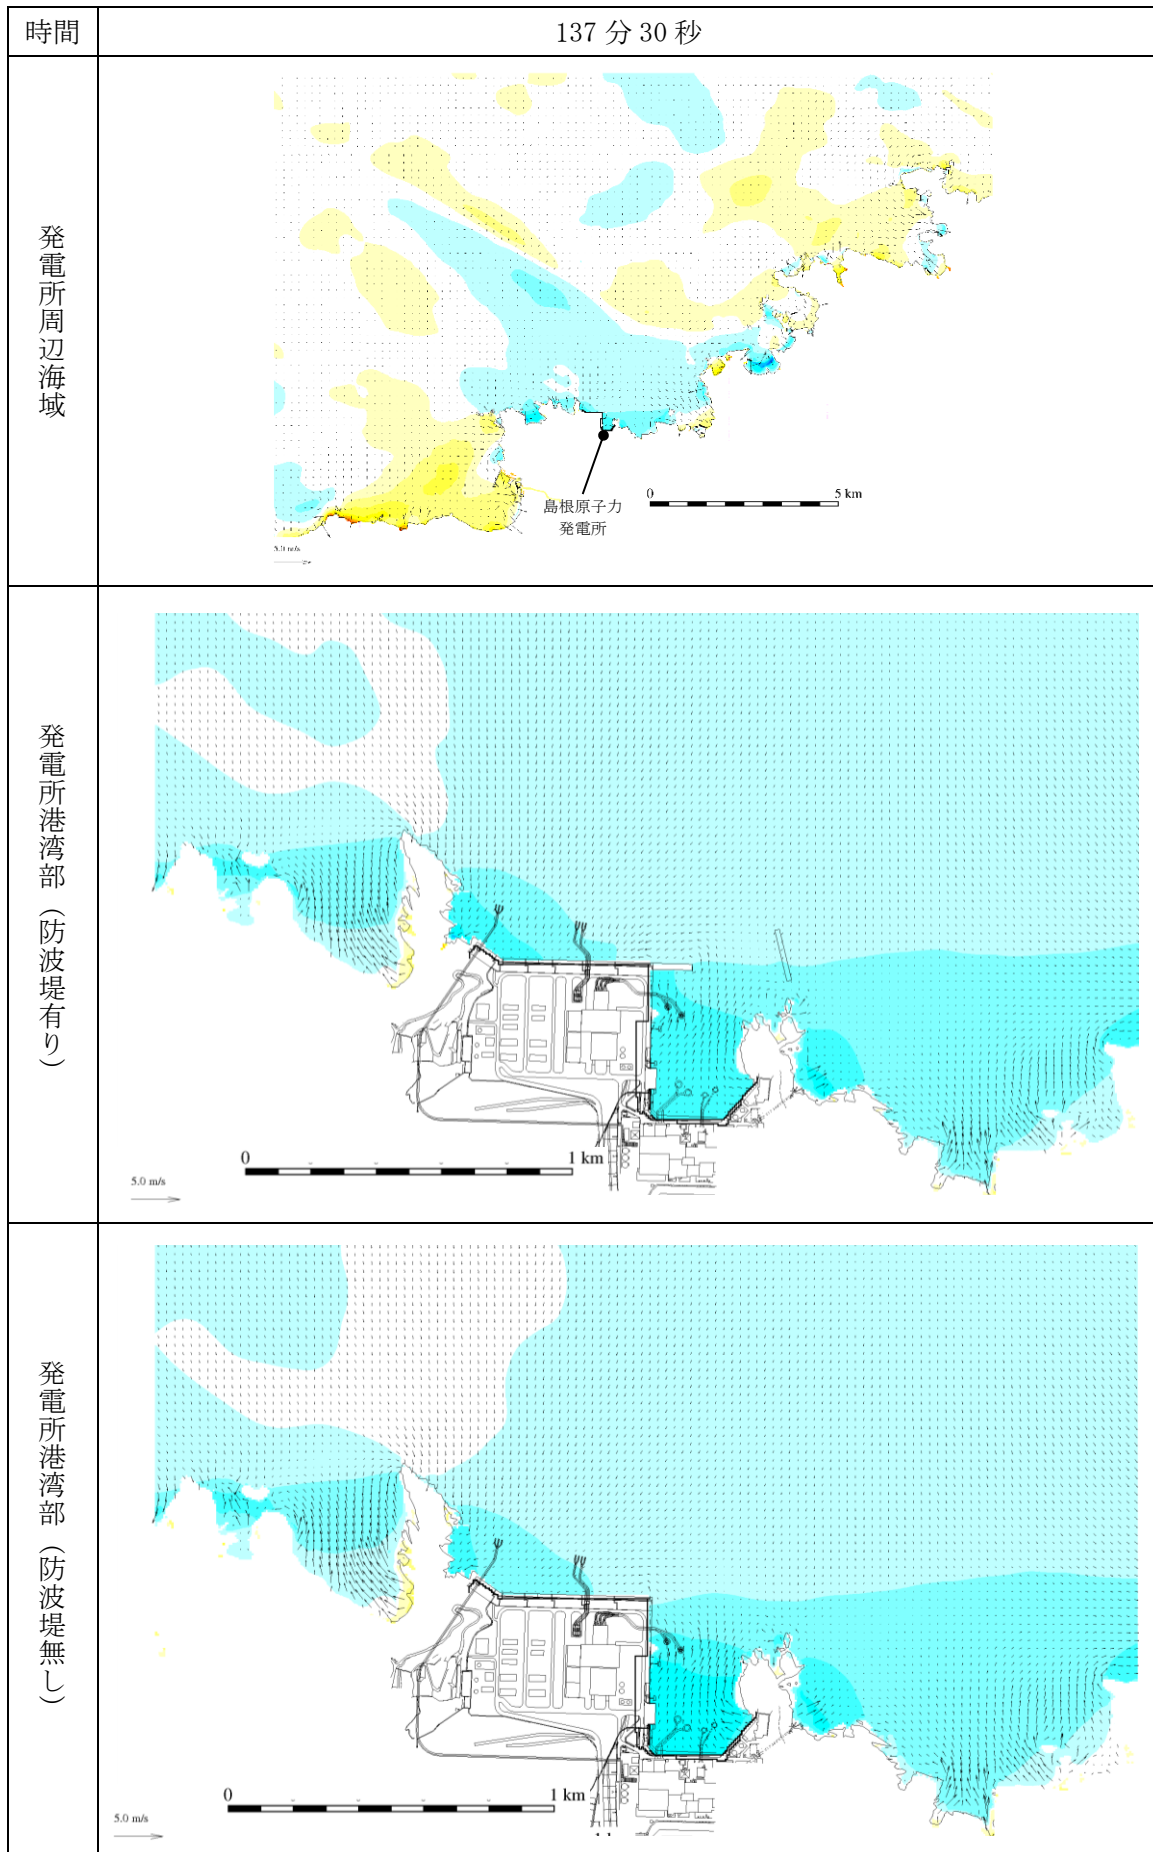 時間
137 分 30 秒
発電所周辺海域
島根原子力
発電所
0
5 km
5.0 m/s
発電所港湾部（防波堤有り）
0
1 km
5.0 m/s
発電所港湾部（防波堤無し）
0
1 km
5.0 m/s